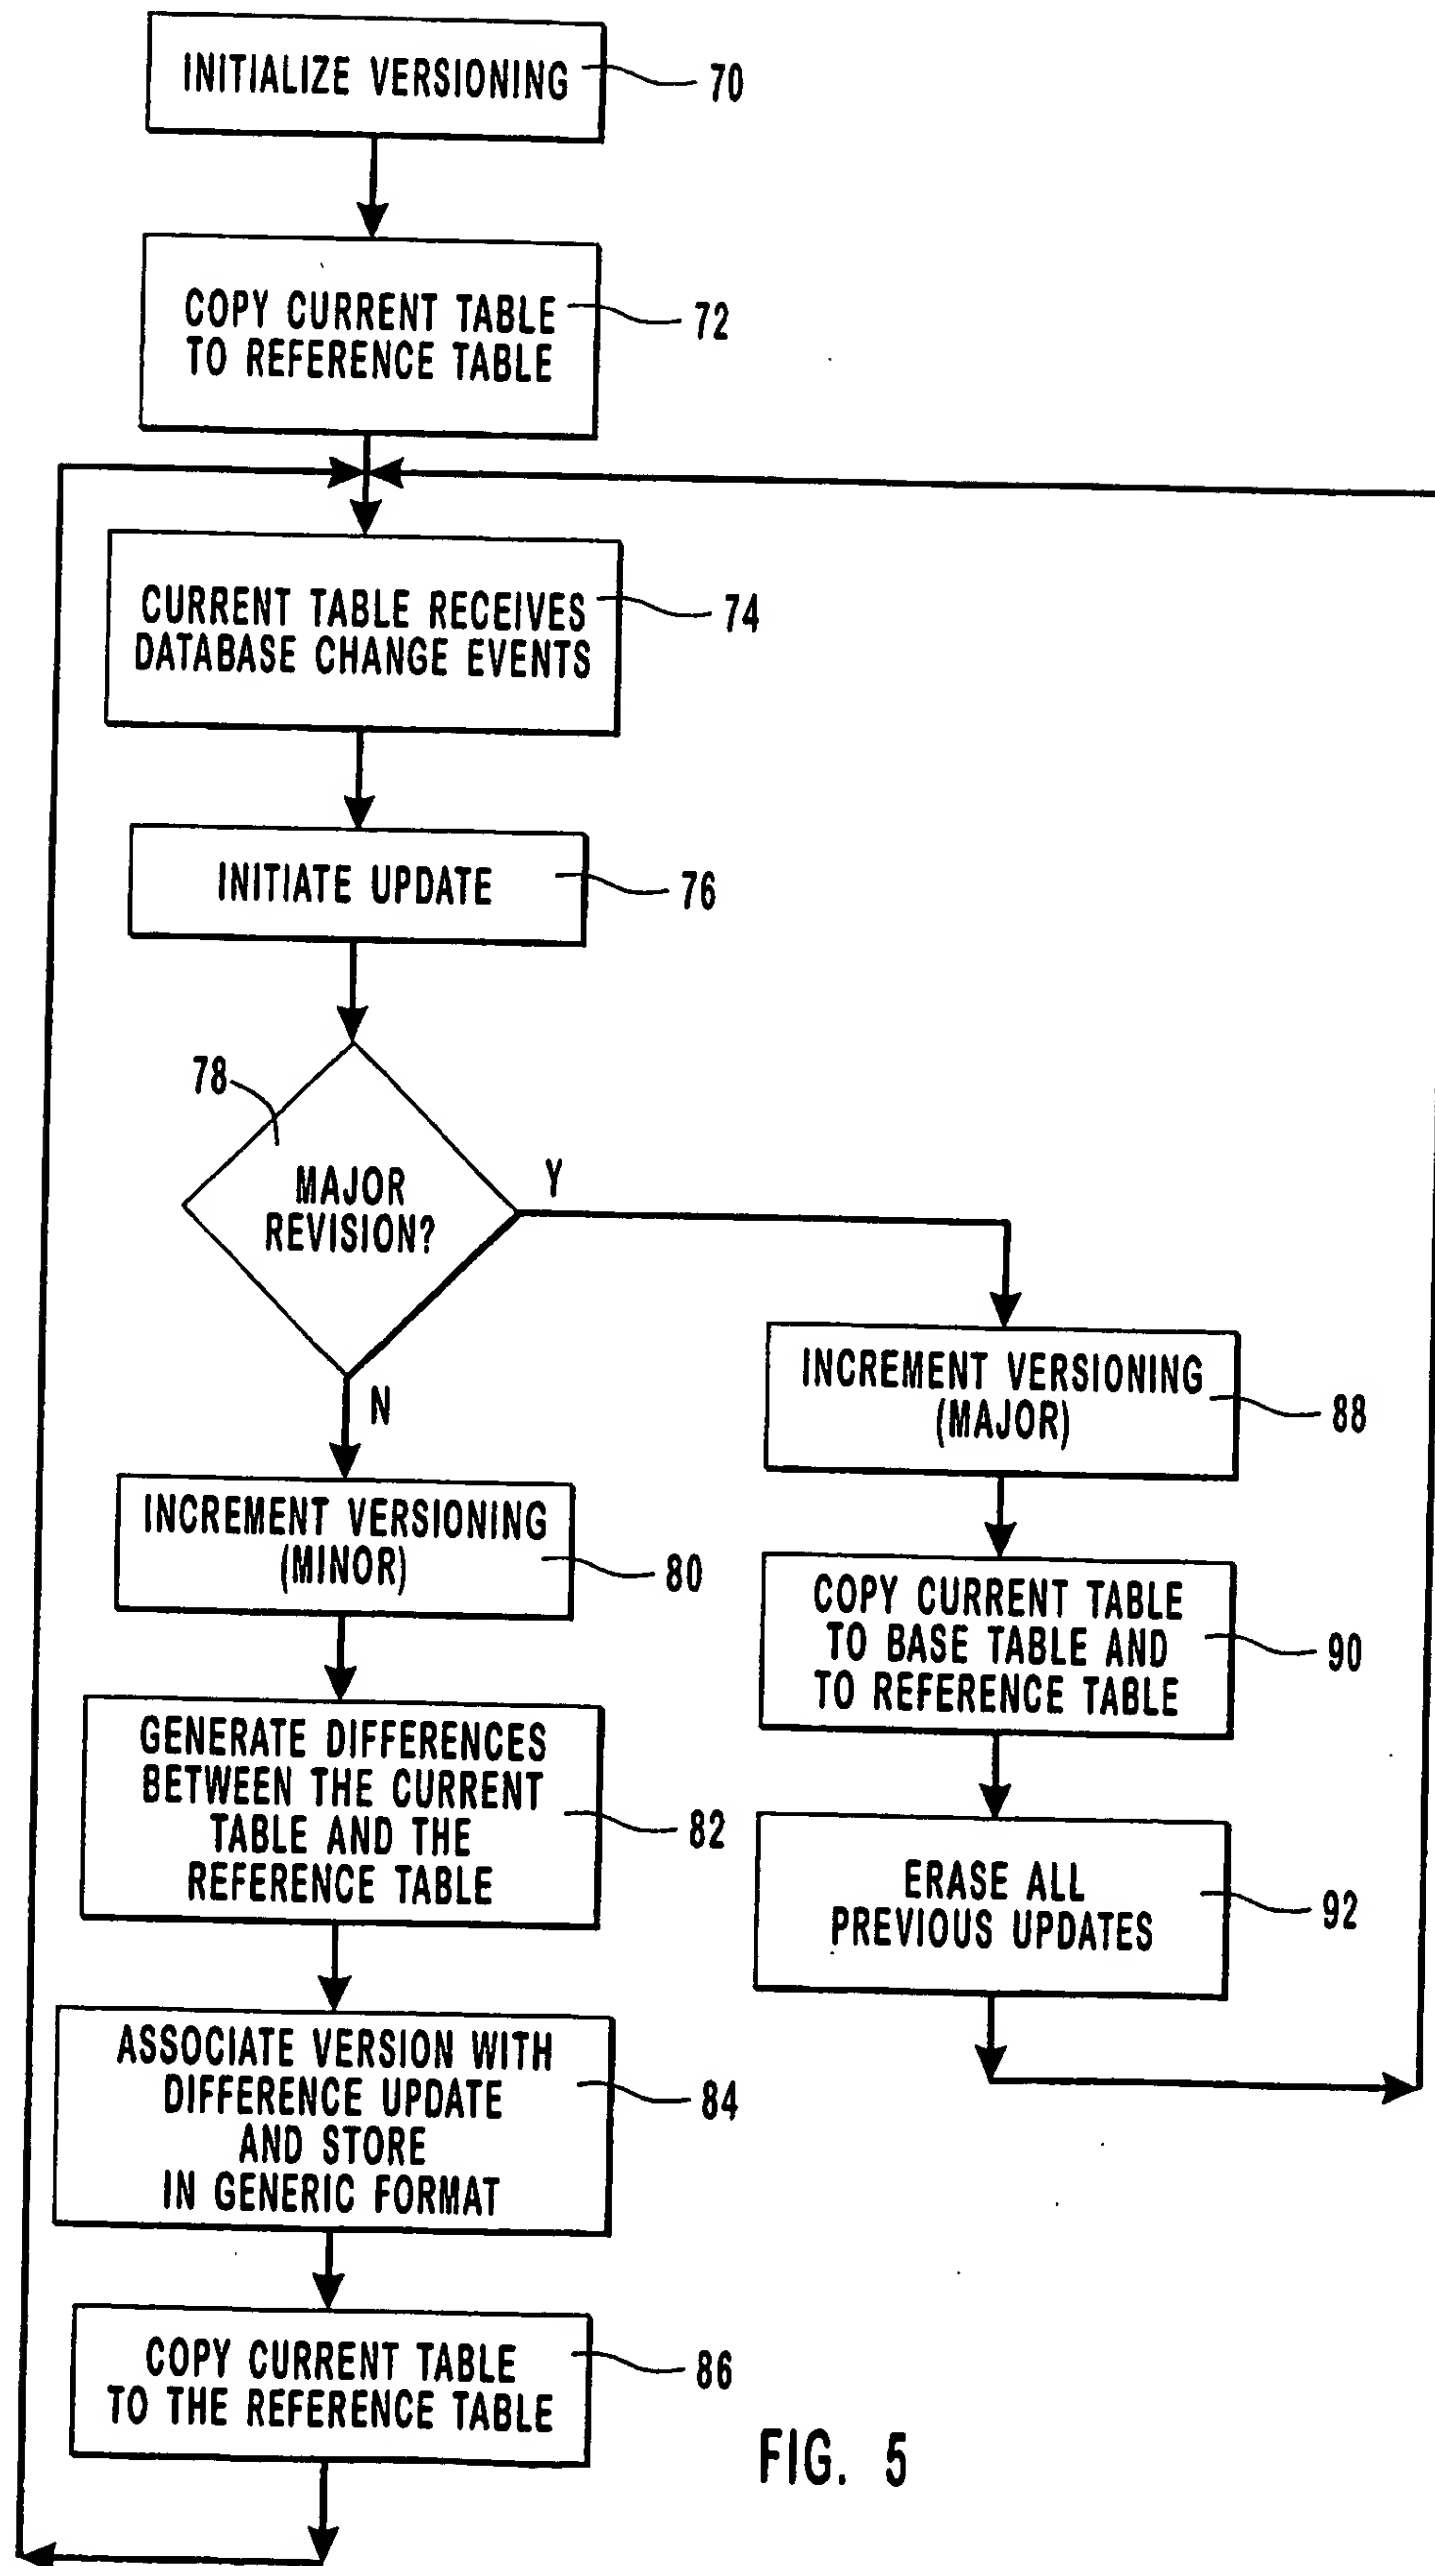 INITIALIZE VERSIONING
70
COPY CURRENT TABLE
TO REFERENCE TABLE
72
CURRENT TABLE RECEIVES
DATABASE CHANGE EVENTS
74
INITIATE UPDATE
76
78
MAJOR
REVISION?
Y
N
INCREMENT VERSIONING
(MINOR)
80
GENERATE DIFFERENCES
BETWEEN THE CURRENT
TABLE AND THE
REFERENCE TABLE
82
ASSOCIATE VERSION WITH
DIFFERENCE UPDATE
AND STORE
IN GENERIC FORMAT
84
COPY CURRENT TABLE
TO THE REFERENCE TABLE
86
INCREMENT VERSIONING
(MAJOR)
88
COPY CURRENT TABLE
TO BASE TABLE AND
TO REFERENCE TABLE
90
ERASE ALL
PREVIOUS UPDATES
92
FIG. 5